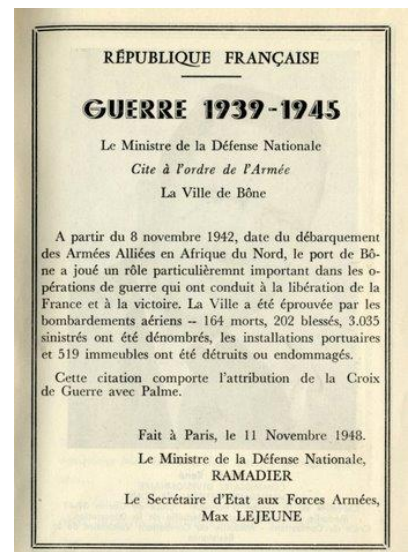 RÉPUBLIQUE FRANÇAISE
GUERRE 1939-1945
Le Ministre de la Défense Nationale
Cite à l'ordre de l'Armée
La Ville de Bône
A partir du 8 novembre 1942, date du débarquement
des Armées Alliées en Afrique du Nord, le port de Bô-
ne a joué un rôle particulièremnt important dans les o-
pérations de guerre qui ont conduit à la libération de la
France et à la victoire. La Ville a été éprouvée par les
bombardements aériens -- 164 morts, 202 blessés, 3.035
sinistrés ont été dénombrés, les installations portuaires
et 519 immeubles ont été détruits ou endommagés.
Cette citation comporte l'attribution de la Croix
de Guerre avec Palme.
Fait à Paris, le 11 Novembre 1948.
Le Ministre de la Défense Nationale,
RAMADIER
Le Secrétaire d'Etat aux Forces Armées,
Max LEJEUNE